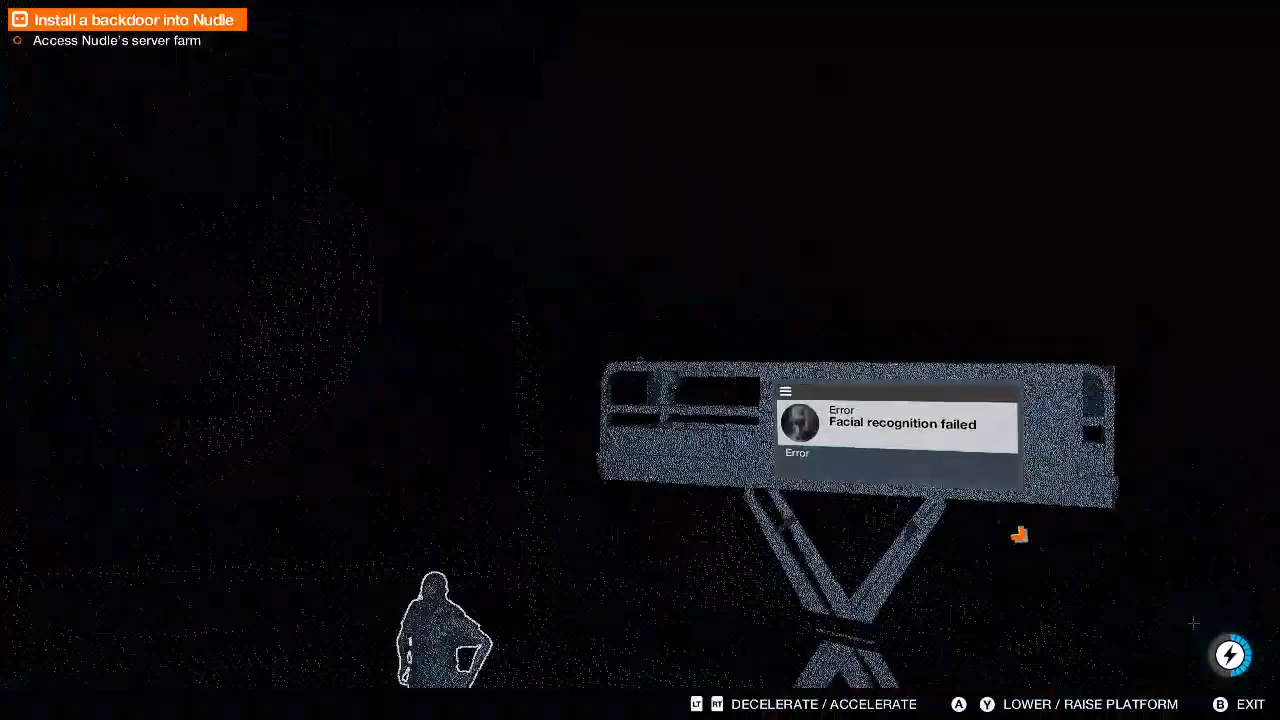 Install a backdoor into Nudle
Access Nudle's server farm
Error
Facial recognition failed
Error
LT RT DECELERATE / ACCELERATE A Y LOWER / RAISE PLATFORM B EXIT